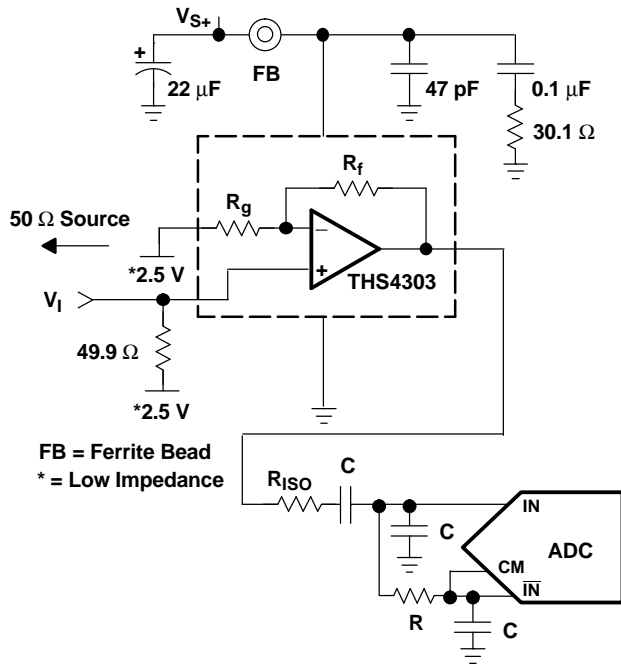 VS+
FB
22 μF
47 pF
0.1 μF
30.1 Ω
Rf
Rg
50 Ω Source
*2.5 V
−
+
THS4303
VI
49.9 Ω
*2.5 V
FB = Ferrite Bead
* = Low Impedance
RISO
C
IN
C
ADC
CM
IN
R
C